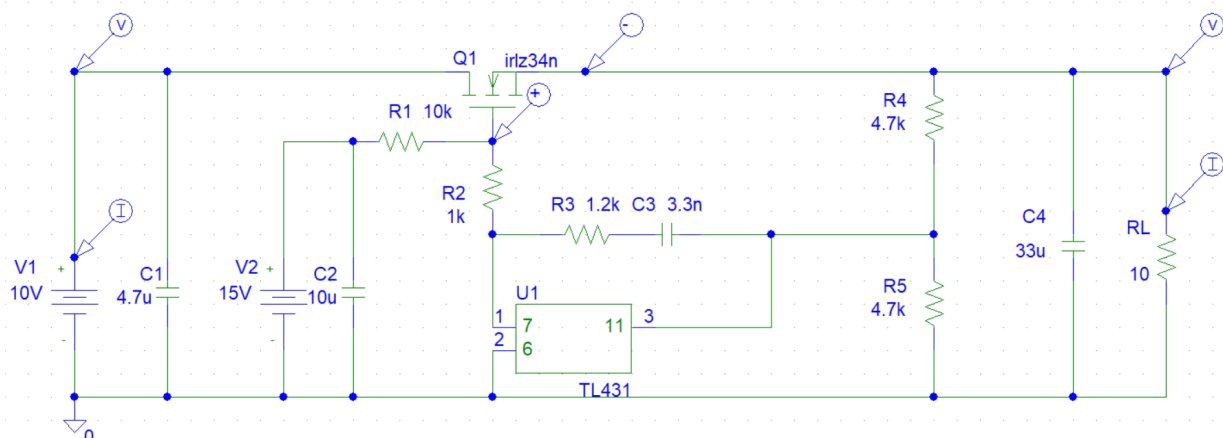 V
-
V
Q1 irlz34n
+
R1 10k
R4
4.7k
I
I
R2
1k
R3 1.2k C3 3.3n
C4
33u
RL
10
V1 +
10V
-
C1
4.7u
V2 +
15V
-
C2
10u
R5
4.7k
U1
1 7 11 3
2 6
TL431
0